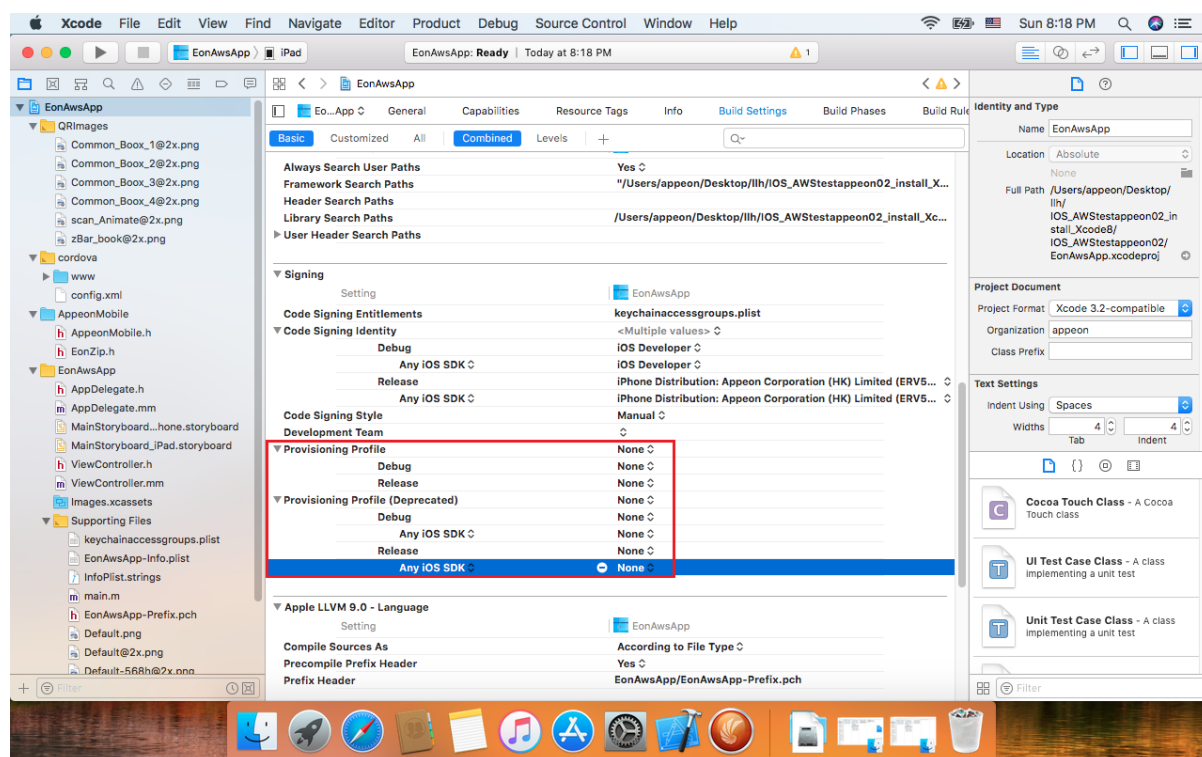 Xcode File Edit View Find Navigate Editor Product Debug Source Control Window Help Sun 8:18 PM
EonAwsApp iPad EonAwsApp: Ready | Today at 8:18 PM 1
EonAwsApp
QRImages
Common_Boox_1@2x.png
Common_Boox_2@2x.png
Common_Boox_3@2x.png
Common_Boox_4@2x.png
scan_Animate@2x.png
zBar_book@2x.png
cordova
www
config.xml
AppeonMobile
AppeonMobile.h
EonZip.h
EonAwsApp
AppDelegate.h
AppDelegate.mm
MainStoryboard...hone.storyboard
MainStoryboard_iPad.storyboard
ViewController.h
ViewController.mm
Images.xcassets
Supporting Files
keychainaccessgroups.plist
EonAwsApp-Info.plist
InfoPlist.strings
main.m
EonAwsApp-Prefix.pch
Default.png
Default@2x.png
Default-568h@2x.png
Filter
EonAwsApp
Eo...App General Capabilities Resource Tags Info Build Settings Build Phases Build Rule
Basic Customized All Combined Levels +
Always Search User Paths Yes
Framework Search Paths "/Users/appeon/Desktop/llh/IOS_AWStestappeon02_install_X...
Header Search Paths
Library Search Paths /Users/appeon/Desktop/llh/IOS_AWStestappeon02_install_Xc...
User Header Search Paths
Signing
Setting EonAwsApp
Code Signing Entitlements keychainaccessgroups.plist
Code Signing Identity <Multiple values>
Debug iOS Developer
Any iOS SDK iOS Developer
Release iPhone Distribution: Appeon Corporation (HK) Limited (ERV5...
Any iOS SDK iPhone Distribution: Appeon Corporation (HK) Limited (ERV5...
Code Signing Style Manual
Development Team
Provisioning Profile None
Debug None
Release None
Provisioning Profile (Deprecated) None
Debug None
Any iOS SDK None
Release None
Any iOS SDK None
Apple LLVM 9.0 - Language
Setting EonAwsApp
Compile Sources As According to File Type
Precompile Prefix Header Yes
Prefix Header EonAwsApp/EonAwsApp-Prefix.pch
Identity and Type
Name EonAwsApp
Location Absolute
None
Full Path /Users/appeon/Desktop/
llh/
IOS_AWStestappeon02_in
stall_Xcode8/
IOS_AWStestappeon02/
EonAwsApp.xcodeproj
Project Document
Project Format Xcode 3.2-compatible
Organization appeon
Class Prefix
Text Settings
Indent Using Spaces
Widths 4 4
Tab Indent
{}
C
Cocoa Touch Class - A Cocoa
Touch class
T
UI Test Case Class - A class
implementing a unit test
T
Unit Test Case Class - A class
implementing a unit test
Filter